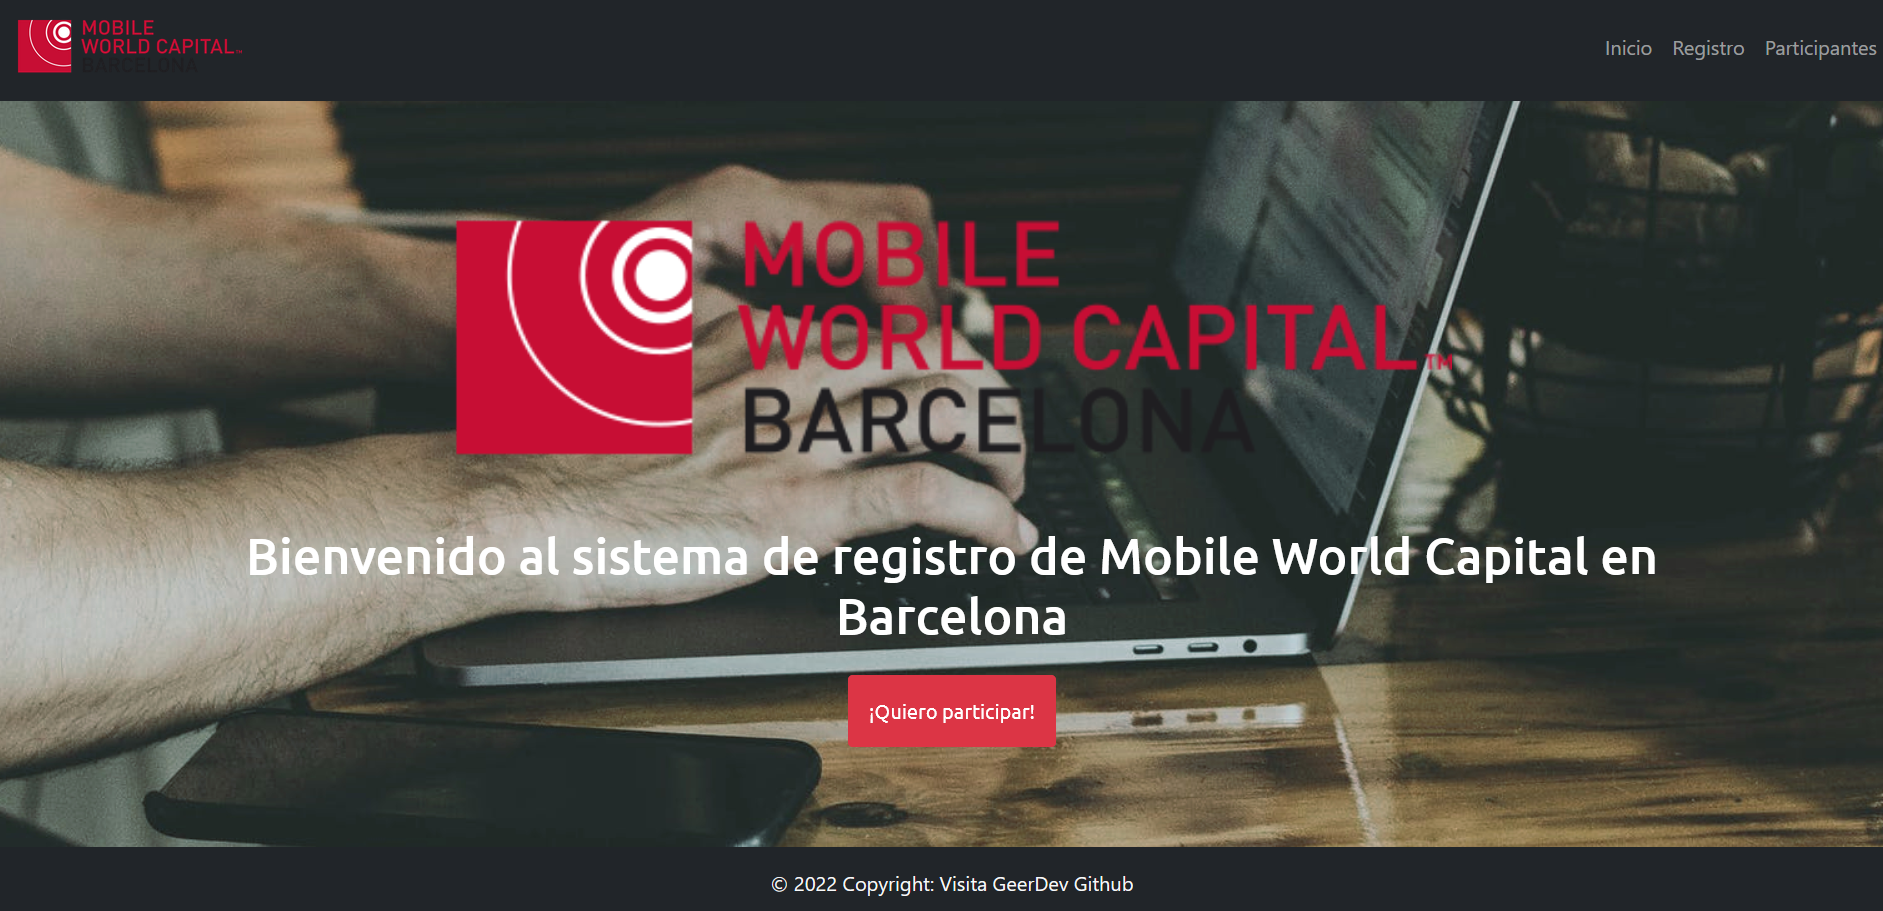 MOBILE
WORLD CAPITAL™
BARCELONA
Inicio Registro Participantes
MOBILE
WORLD CAPITAL™
BARCELONA
Bienvenido al sistema de registro de Mobile World Capital en
Barcelona
¡Quiero participar!
© 2022 Copyright: Visita GeerDev Github